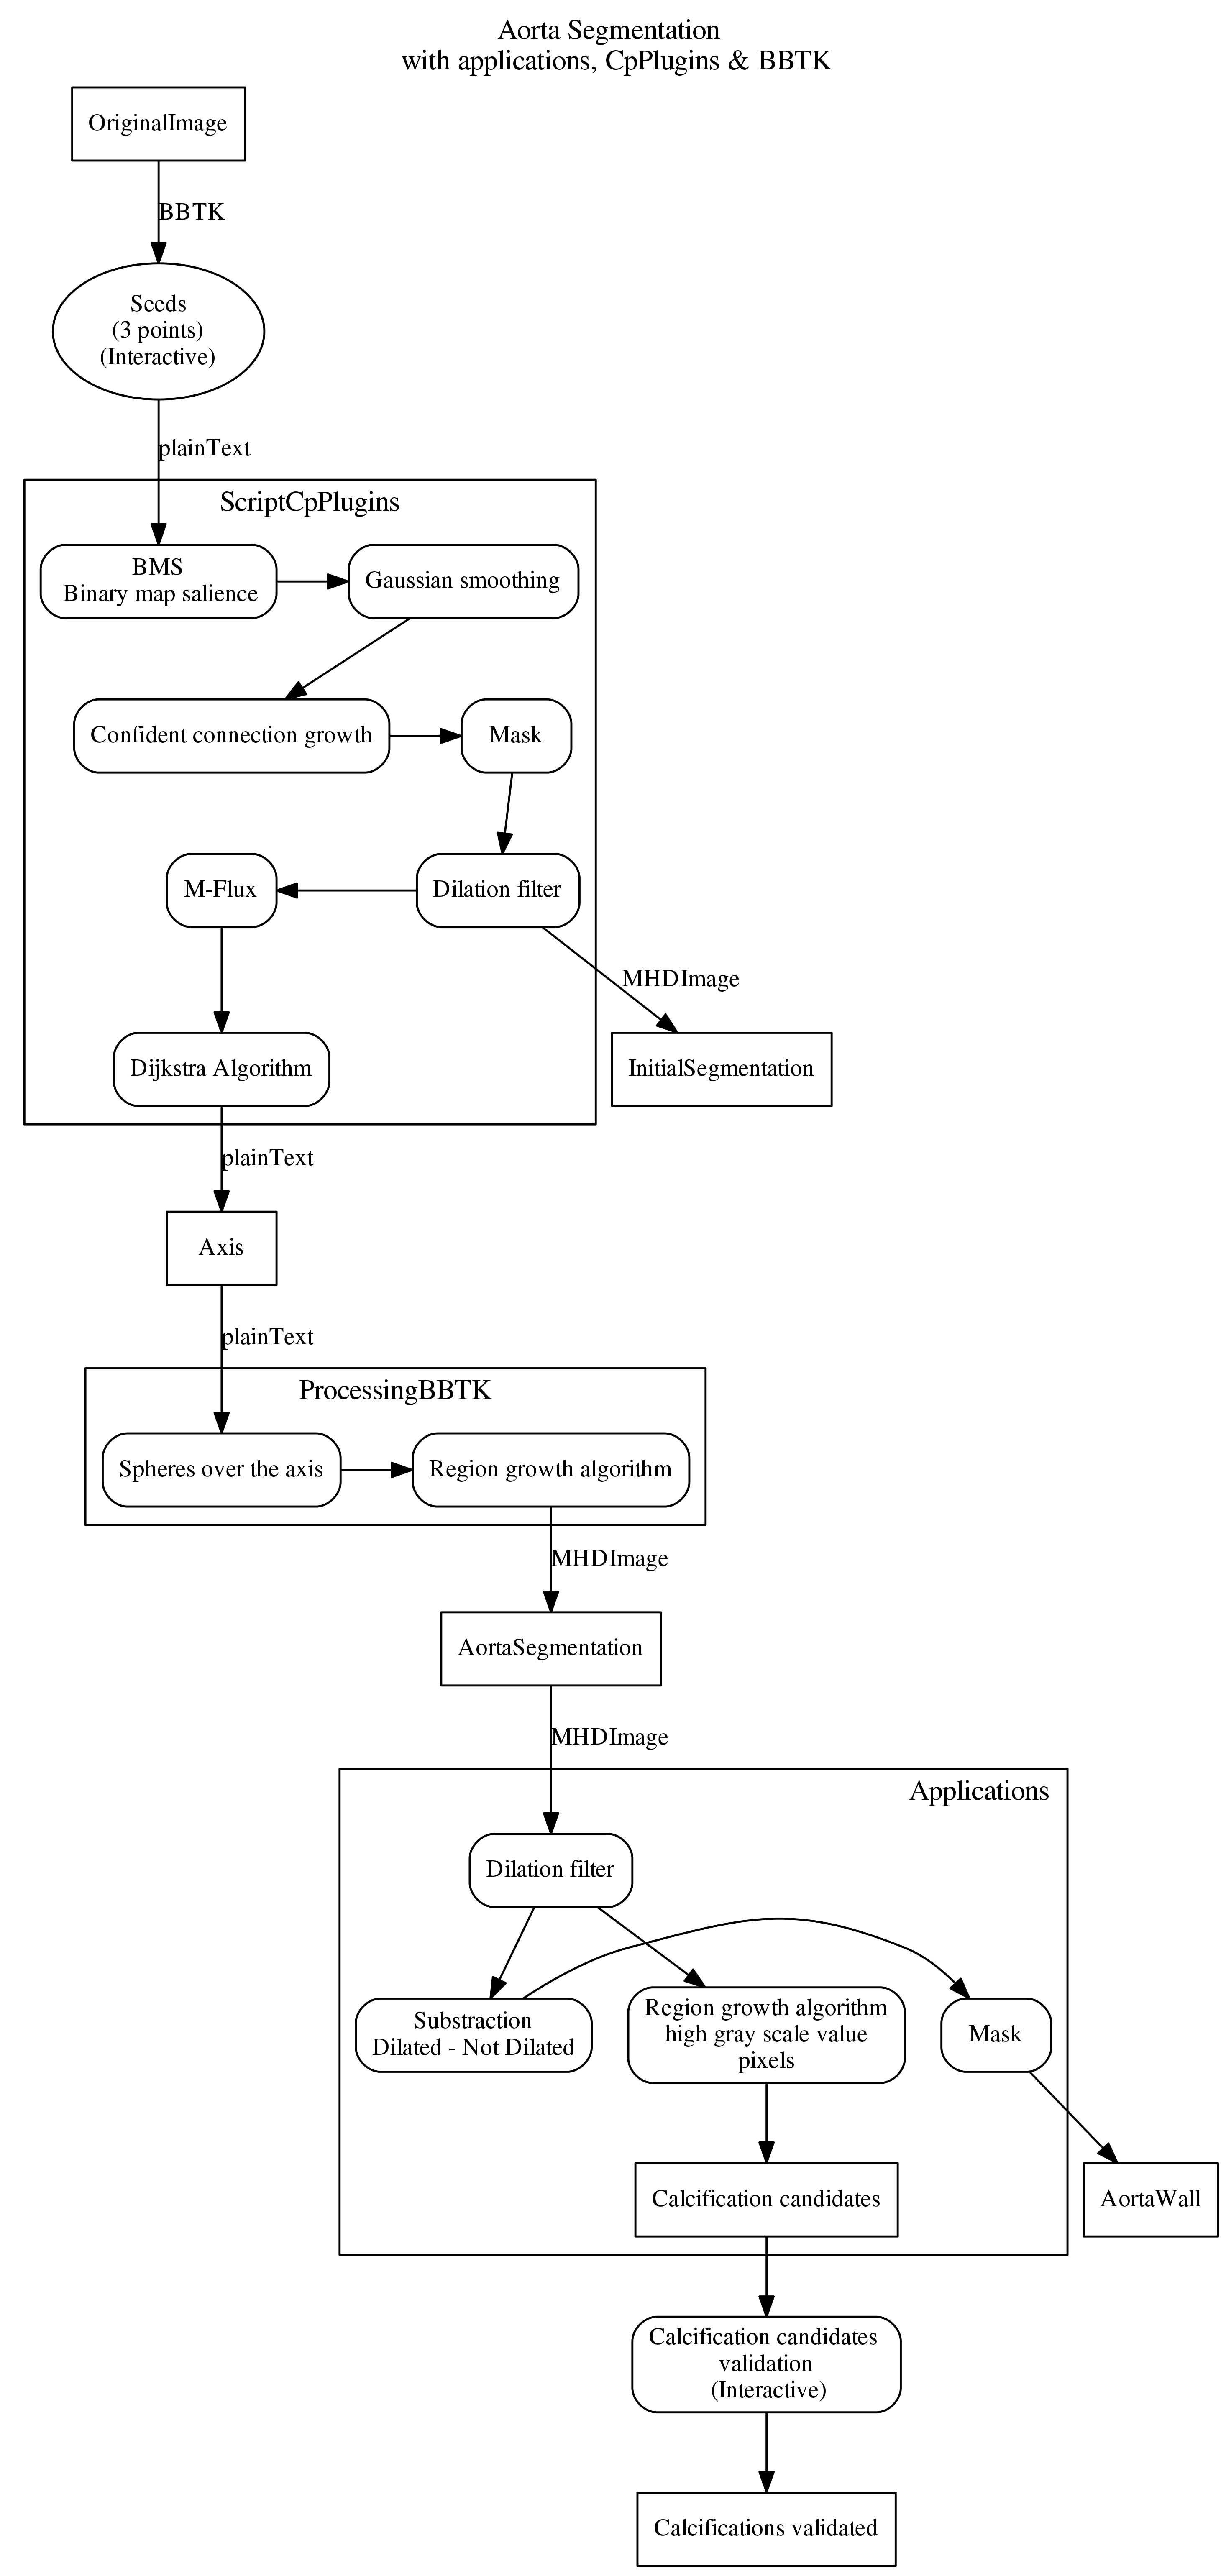 Aorta Segmentation
with applications, CpPlugins & BBTK
OriginalImage
BBTK
Seeds
(3 points)
(Interactive)
plainText
ScriptCpPlugins
BMS
Binary map salience
Gaussian smoothing
Confident connection growth
Mask
M-Flux
Dilation filter
MHDImage
Dijkstra Algorithm
InitialSegmentation
plainText
Axis
plainText
ProcessingBBTK
Spheres over the axis
Region growth algorithm
MHDImage
AortaSegmentation
MHDImage
Applications
Dilation filter
Substraction
Dilated - Not Dilated
Region growth algorithm
high gray scale value
pixels
Mask
Calcification candidates
AortaWall
Calcification candidates
validation
(Interactive)
Calcifications validated